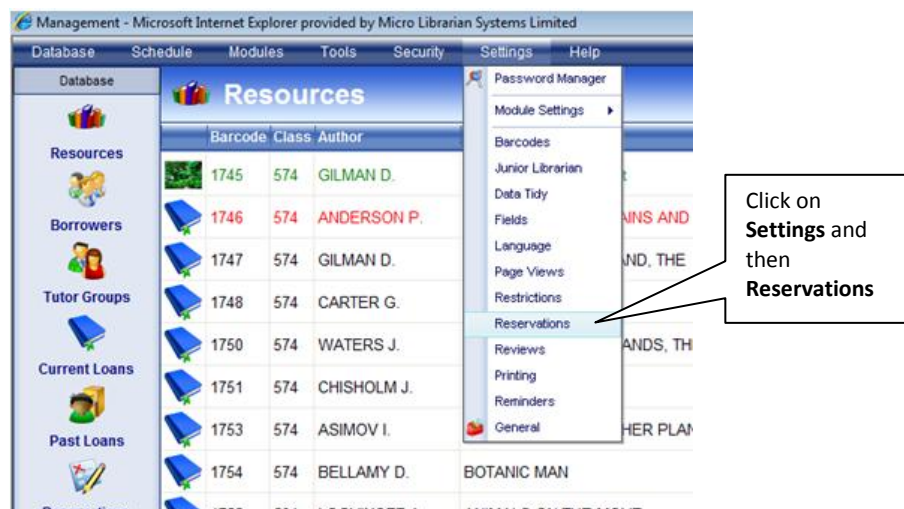 Management - Microsoft Internet Explorer provided by Micro Librarian Systems Limited
Database Schedule Modules Tools Security Settings Help
Database
Resources
Borrowers
Tutor Groups
Current Loans
Past Loans
Resources
Barcode Class Author
1745 574 GILMAN D.
1746 574 ANDERSON P. AINS AND
1747 574 GILMAN D. AND, THE
1748 574 CARTER G.
1750 574 WATERS J. ANDS, TH
1751 574 CHISHOLM J.
1753 574 ASIMOV I. HER PLAN
1754 574 BELLAMY D. BOTANIC MAN
Password Manager
Module Settings
Barcodes
Junior Librarian
Data Tidy
Fields
Language
Page Views
Restrictions
Reservations
Reviews
Printing
Reminders
General
Click on
Settings and
then
Reservations